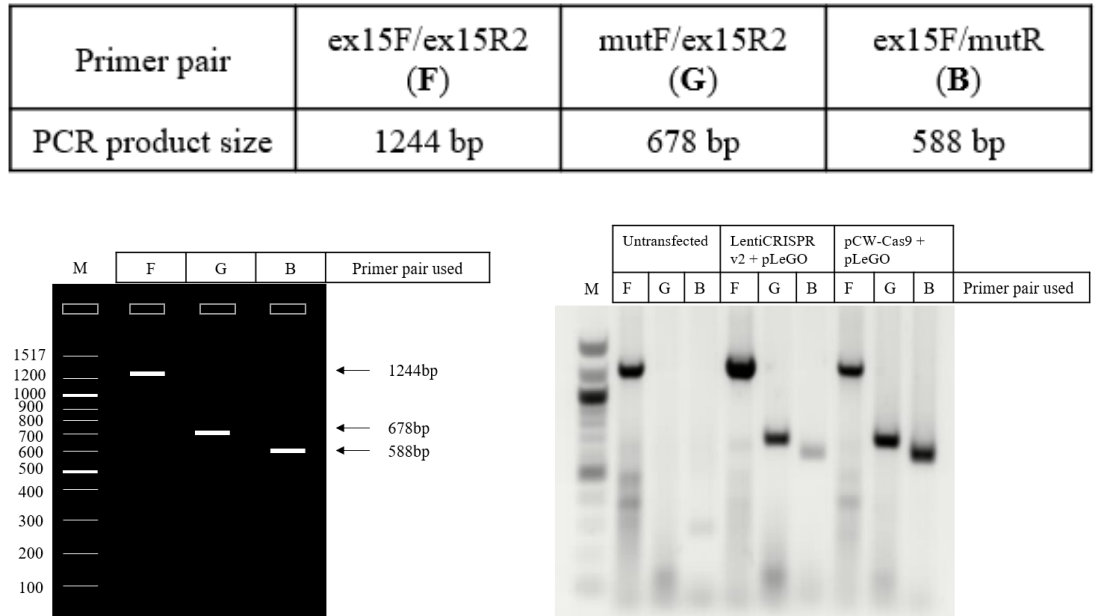 Primer pair ex15F/ex15R2 (F) mutF/ex15R2 (G) ex15F/mutR (B)
PCR product size 1244 bp 678 bp 588 bp
M F G B Primer pair used
1517
1200
1000
900
800
700
600
500
400
300
200
100
1244bp
678bp
588bp
Untransfected LentiCRISPR v2 + pLeGO pCW-Cas9 + pLeGO
M F G B F G B F G B Primer pair used